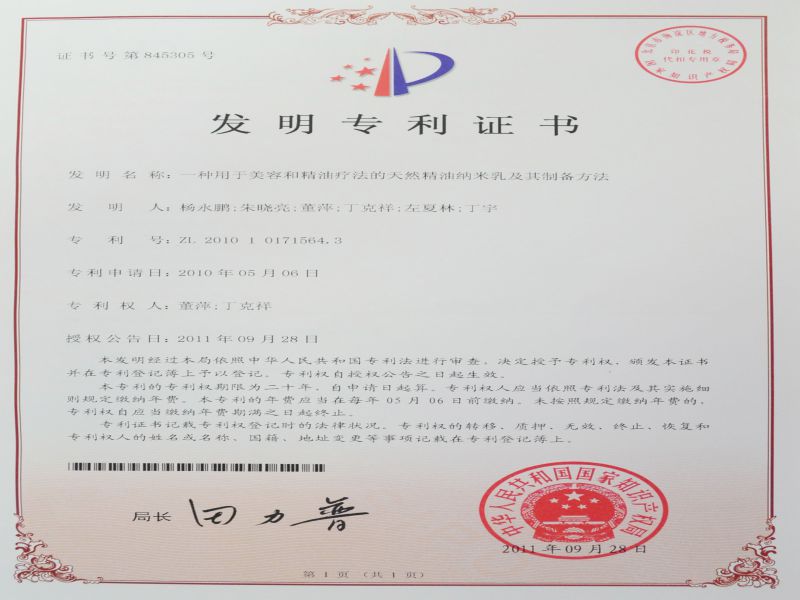 证书号第845305号
国家知识产权局
印花税
代扣专用章
发明专利证书
发明名称：一种用于美容和精油疗法的天然精油纳米乳及其制备方法
发明人：杨永鹏;朱晓亮;董萍;丁克祥;左夏林;丁宇
专利号：ZL 2010 1 0171564.3
专利申请日：2010年05月06日
专利权人：董萍;丁克祥
授权公告日：2011年09月28日
本发明经过本局依照中华人民共和国专利法进行审查，决定授予专利权，颁发本证书
并在专利登记簿上予以登记。专利权自授权公告之日起生效。
本专利的专利权期限为二十年，自申请日起算。专利权人应当依照专利法及其实施细
则规定缴纳年费。本专利的年费应当在每年05月06日前缴纳。未按照规定缴纳年费的，
专利权自应当缴纳年费期满之日起终止。
专利证书记载专利权登记时的法律状况。专利权的转移、质押、无效、终止、恢复和
专利权人的姓名或名称、国籍、地址变更等事项记载在专利登记簿上。
局长 田力普
中华人民共和国国家知识产权局
2011年09月28日
第1页（共1页）